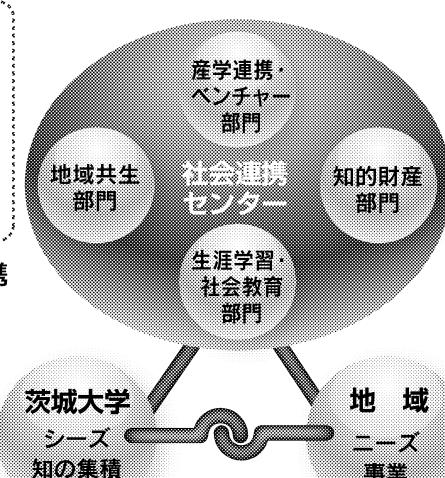 産学連携・
ベンチャー
部門
地域共生
部門
社会連携
センター
知的財産
部門
生涯学習・
社会教育
部門
携
茨城大学
シーズ
知の集積
地　域
ニーズ
事業